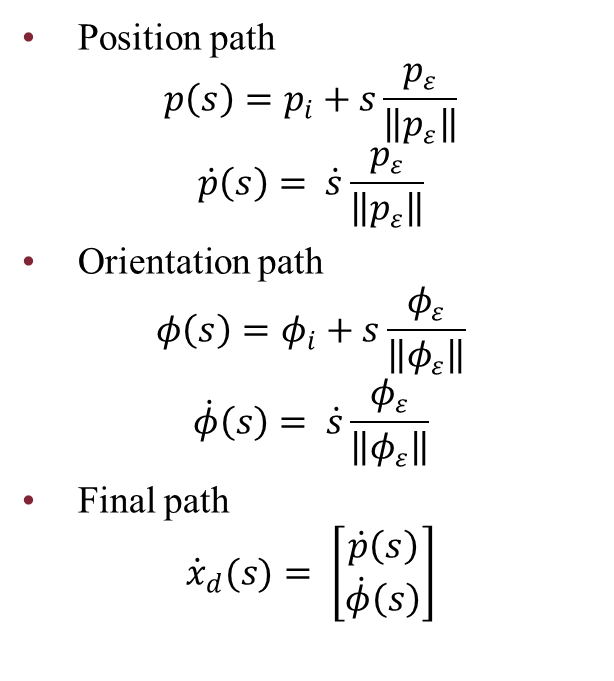 • Position path
p(s) = p_i + s p_ε / ‖p_ε‖
ṗ(s) = ṡ p_ε / ‖p_ε‖
• Orientation path
ϕ(s) = ϕ_i + s ϕ_ε / ‖ϕ_ε‖
ϕ̇(s) = ṡ ϕ_ε / ‖ϕ_ε‖
• Final path
ẋ_d(s) = [ṗ(s)
ϕ̇(s)]